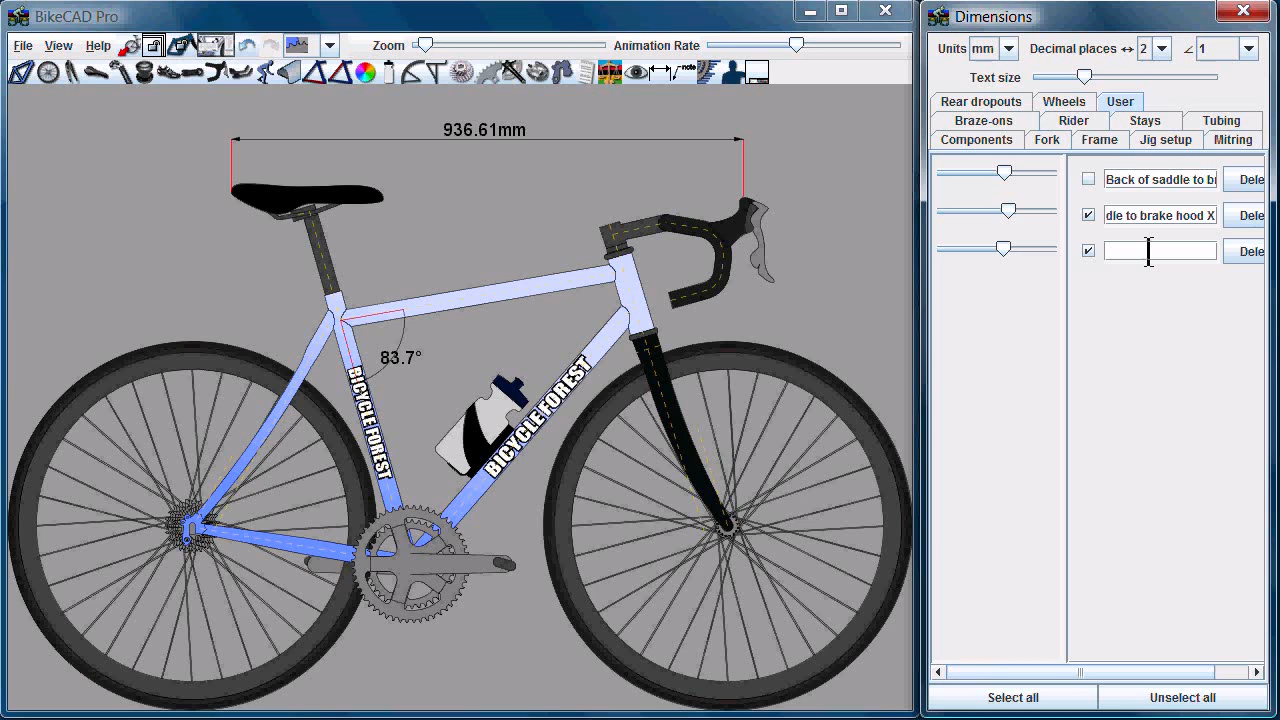 BikeCAD Pro
File View Help
Zoom
Animation Rate
note
936.61mm
83.7°
BICYCLE FOREST
BICYCLE FOREST
Dimensions
Units mm Decimal places ↔ 2 ∠ 1
Text size
Rear dropouts Wheels User
Braze-ons Rider Stays Tubing
Components Fork Frame Jig setup Mitring
Back of saddle to b Dele
dle to brake hood X Dele
Dele
Select all Unselect all